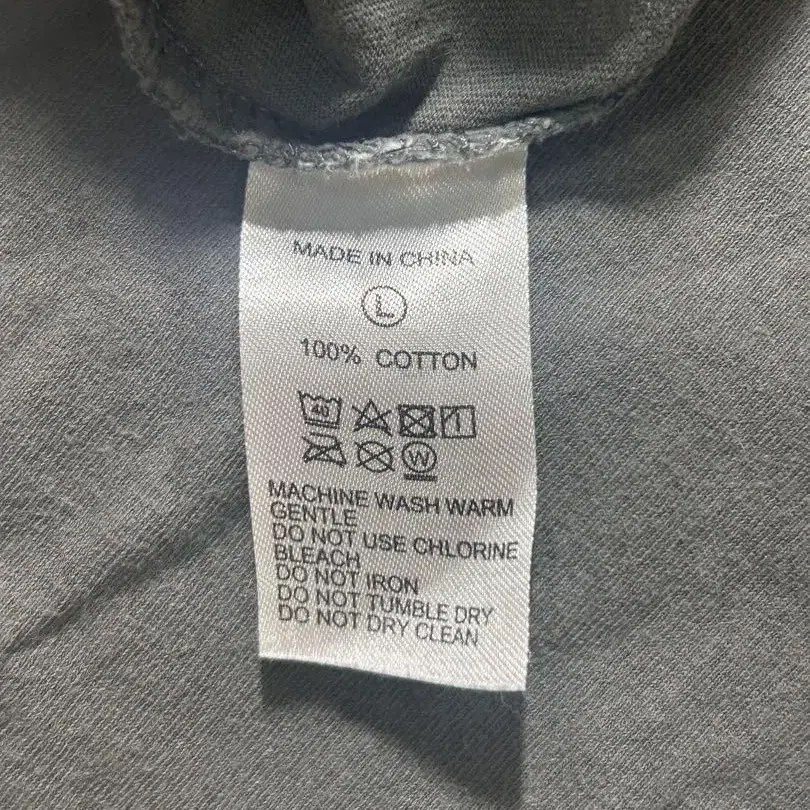 MADE IN CHINA
L
100% COTTON
40
W
MACHINE WASH WARM
GENTLE
DO NOT USE CHLORINE
BLEACH
DO NOT IRON
DO NOT TUMBLE DRY
DO NOT DRY CLEAN